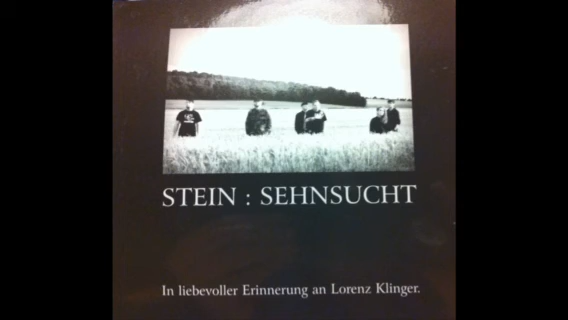 STEIN : SEHNSUCHT
In liebevoller Erinnerung an Lorenz Klinger.